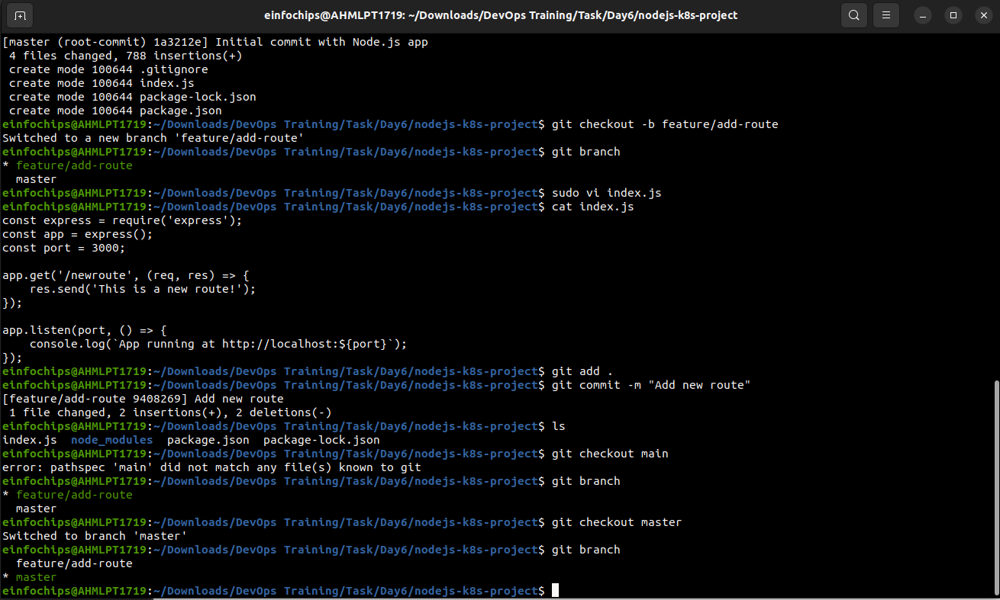 einfochips@AHMLPT1719: ~/Downloads/DevOps Training/Task/Day6/nodejs-k8s-project
[master (root-commit) 1a3212e] Initial commit with Node.js app
 4 files changed, 788 insertions(+)
 create mode 100644 .gitignore
 create mode 100644 index.js
 create mode 100644 package-lock.json
 create mode 100644 package.json
einfochips@AHMLPT1719:~/Downloads/DevOps Training/Task/Day6/nodejs-k8s-project$ git checkout -b feature/add-route
Switched to a new branch 'feature/add-route'
einfochips@AHMLPT1719:~/Downloads/DevOps Training/Task/Day6/nodejs-k8s-project$ git branch
* feature/add-route
  master
einfochips@AHMLPT1719:~/Downloads/DevOps Training/Task/Day6/nodejs-k8s-project$ sudo vi index.js
einfochips@AHMLPT1719:~/Downloads/DevOps Training/Task/Day6/nodejs-k8s-project$ cat index.js
const express = require('express');
const app = express();
const port = 3000;

app.get('/newroute', (req, res) => {
    res.send('This is a new route!');
});

app.listen(port, () => {
    console.log(`App running at http://localhost:${port}`);
});
einfochips@AHMLPT1719:~/Downloads/DevOps Training/Task/Day6/nodejs-k8s-project$ git add .
einfochips@AHMLPT1719:~/Downloads/DevOps Training/Task/Day6/nodejs-k8s-project$ git commit -m "Add new route"
[feature/add-route 9408269] Add new route
 1 file changed, 2 insertions(+), 2 deletions(-)
einfochips@AHMLPT1719:~/Downloads/DevOps Training/Task/Day6/nodejs-k8s-project$ ls
index.js  node_modules  package.json  package-lock.json
einfochips@AHMLPT1719:~/Downloads/DevOps Training/Task/Day6/nodejs-k8s-project$ git checkout main
error: pathspec 'main' did not match any file(s) known to git
einfochips@AHMLPT1719:~/Downloads/DevOps Training/Task/Day6/nodejs-k8s-project$ git branch
* feature/add-route
  master
einfochips@AHMLPT1719:~/Downloads/DevOps Training/Task/Day6/nodejs-k8s-project$ git checkout master
Switched to branch 'master'
einfochips@AHMLPT1719:~/Downloads/DevOps Training/Task/Day6/nodejs-k8s-project$ git branch
  feature/add-route
* master
einfochips@AHMLPT1719:~/Downloads/DevOps Training/Task/Day6/nodejs-k8s-project$